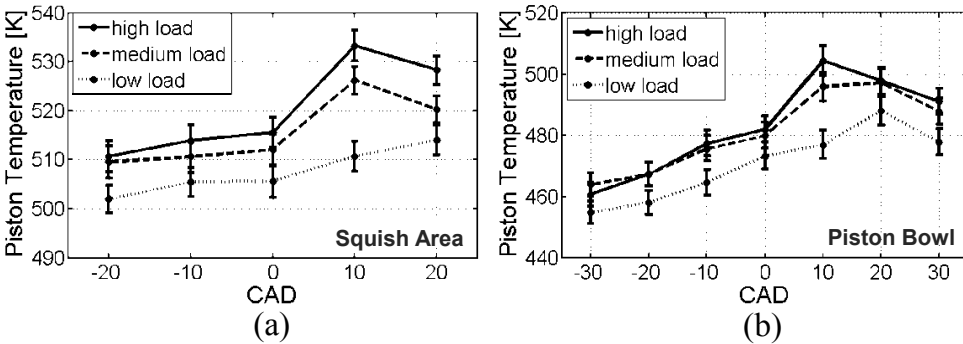 Piston Temperature [K]
540
530
520
510
500
490
high load
medium load
low load
Squish Area
-20 -10 0 10 20
CAD
(a)
Piston Temperature [K]
520
500
480
460
440
high load
medium load
low load
Piston Bowl
-30 -20 -10 0 10 20 30
CAD
(b)